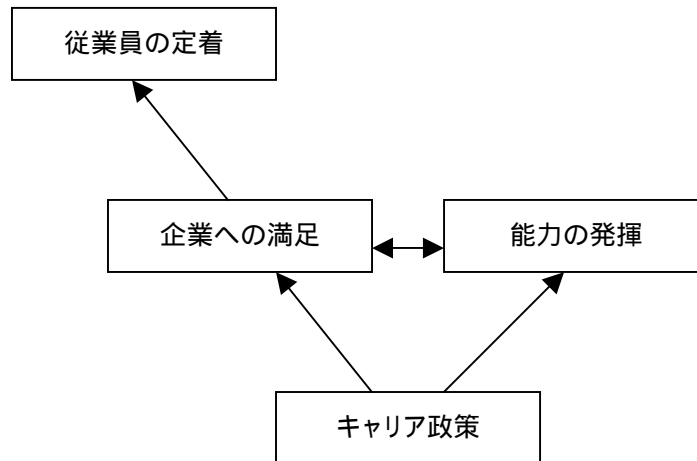 従業員の定着
企業への満足
能力の発揮
キャリア政策